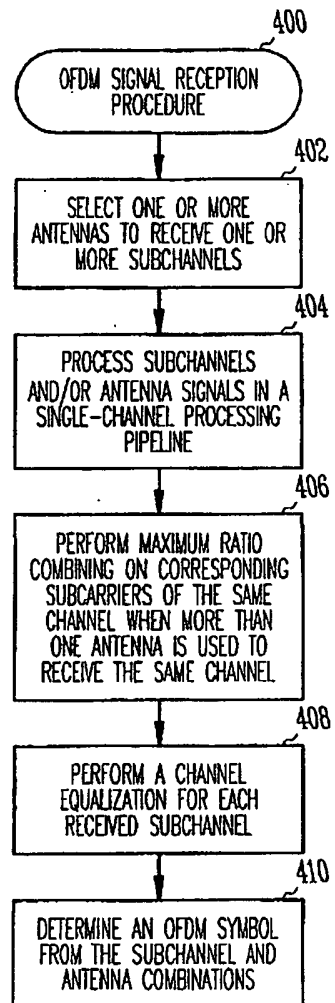 400
OFDM SIGNAL RECEPTION
PROCEDURE
402
SELECT ONE OR MORE
ANTENNAS TO RECEIVE ONE OR
MORE SUBCHANNELS
404
PROCESS SUBCHANNELS
AND/OR ANTENNA SIGNALS IN A
SINGLE-CHANNEL PROCESSING
PIPELINE
406
PERFORM MAXIMUM RATIO
COMBINING ON CORRESPONDING
SUBCARRIERS OF THE SAME
CHANNEL WHEN MORE THAN
ONE ANTENNA IS USED TO
RECEIVE THE SAME CHANNEL
408
PERFORM A CHANNEL
EQUALIZATION FOR EACH
RECEIVED SUBCHANNEL
410
DETERMINE AN OFDM SYMBOL
FROM THE SUBCHANNEL AND
ANTENNA COMBINATIONS